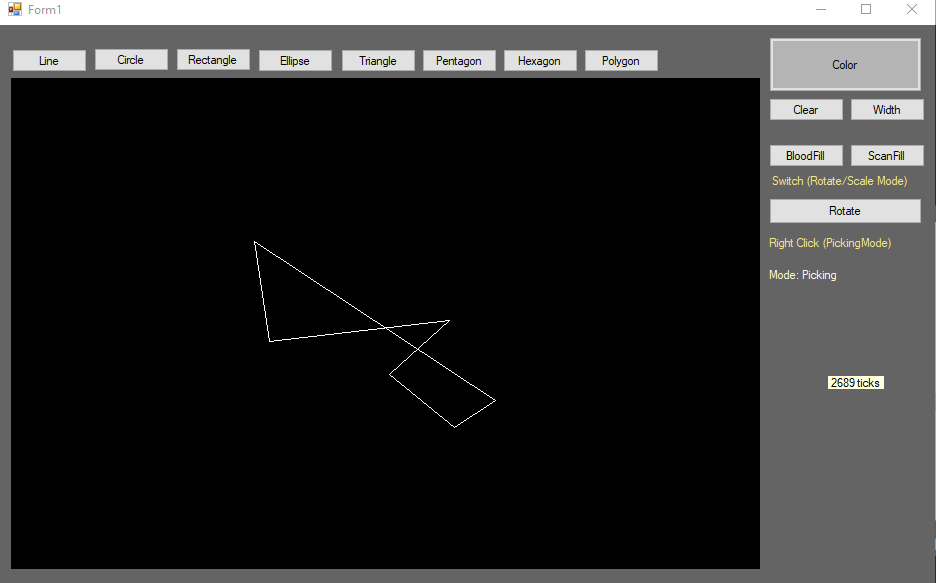 Form1
Line Circle Rectangle Ellipse Triangle Pentagon Hexagon Polygon
Color
Clear Width
BloodFill ScanFill
Switch (Rotate/Scale Mode)
Rotate
Right Click (PickingMode)
Mode: Picking
2689 ticks